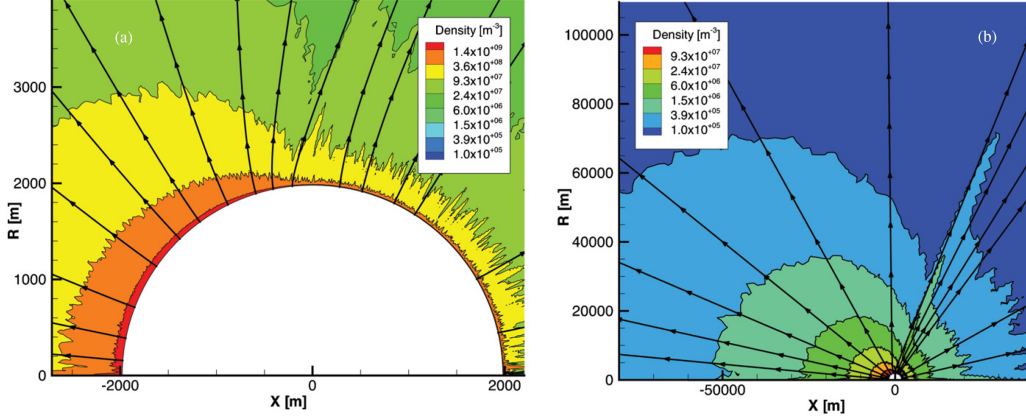 (a)
Density [m-3]
1.4x10+09
3.6x10+08
9.3x10+07
2.4x10+07
6.0x10+06
1.5x10+06
3.9x10+05
1.0x10+05
3000
2000
1000
0
R [m]
-2000
0
2000
X [m]
(b)
Density [m-3]
9.3x10+07
2.4x10+07
6.0x10+06
1.5x10+06
3.9x10+05
1.0x10+05
100000
80000
60000
40000
20000
0
R [m]
-50000
0
X [m]